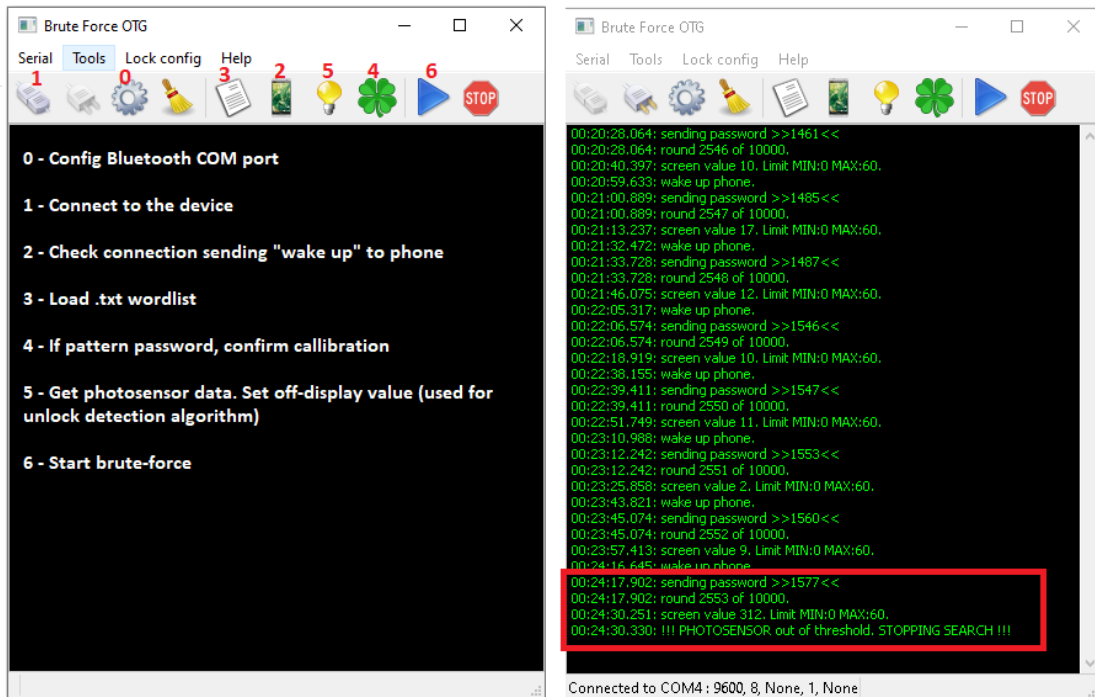 Brute Force OTG
Serial Tools Lock config Help
1 0 3 2 5 4 6
STOP
0 - Config Bluetooth COM port
1 - Connect to the device
2 - Check connection sending "wake up" to phone
3 - Load .txt wordlist
4 - If pattern password, confirm callibration
5 - Get photosensor data. Set off-display value (used for
unlock detection algorithm)
6 - Start brute-force
Brute Force OTG
Serial Tools Lock config Help
STOP
00:20:28.064: sending password >>1461<<
00:20:28.064: round 2546 of 10000.
00:20:40.397: screen value 10. Limit MIN:0 MAX:60.
00:20:59.633: wake up phone.
00:21:00.889: sending password >>1485<<
00:21:00.889: round 2547 of 10000.
00:21:13.237: screen value 17. Limit MIN:0 MAX:60.
00:21:32.472: wake up phone.
00:21:33.728: sending password >>1487<<
00:21:33.728: round 2548 of 10000.
00:21:46.075: screen value 12. Limit MIN:0 MAX:60.
00:22:05.317: wake up phone.
00:22:06.574: sending password >>1546<<
00:22:06.574: round 2549 of 10000.
00:22:18.919: screen value 10. Limit MIN:0 MAX:60.
00:22:38.155: wake up phone.
00:22:39.411: sending password >>1547<<
00:22:39.411: round 2550 of 10000.
00:22:51.749: screen value 11. Limit MIN:0 MAX:60.
00:23:10.988: wake up phone.
00:23:12.242: sending password >>1553<<
00:23:12.242: round 2551 of 10000.
00:23:25.858: screen value 2. Limit MIN:0 MAX:60.
00:23:43.821: wake up phone.
00:23:45.074: sending password >>1560<<
00:23:45.074: round 2552 of 10000.
00:23:57.413: screen value 9. Limit MIN:0 MAX:60.
00:24:16.645: wake up phone.
00:24:17.902: sending password >>1577<<
00:24:17.902: round 2553 of 10000.
00:24:30.251: screen value 312. Limit MIN:0 MAX:60.
00:24:30.330: !!! PHOTOSENSOR out of threshold. STOPPING SEARCH !!!
Connected to COM4 : 9600, 8, None, 1, None